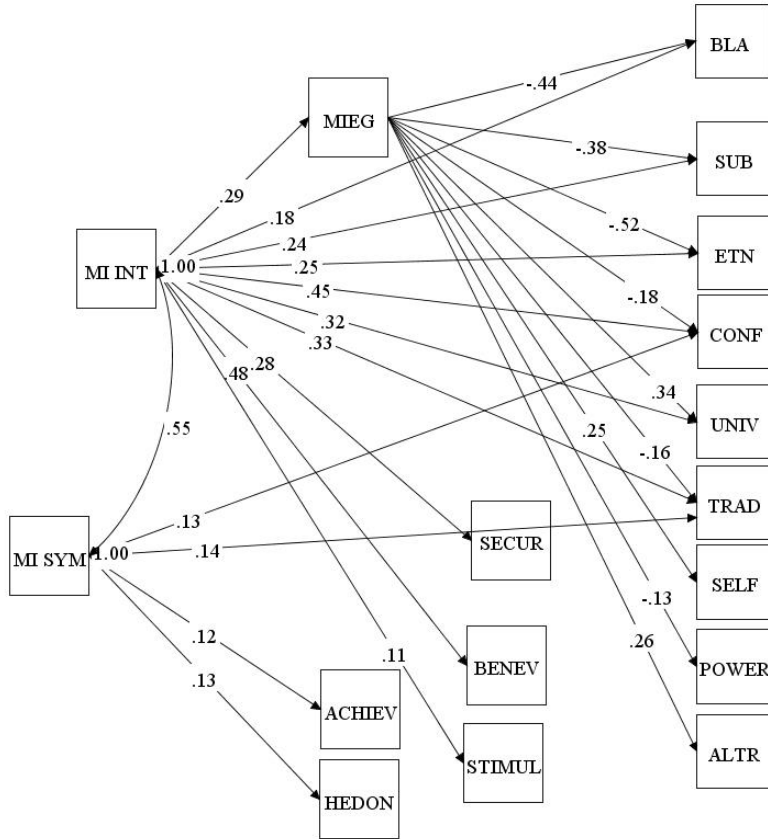 BLA
-.44
MIEG
-.38
SUB
.29
.18
-.52
.24
ETN
MI INT
1.00
.25
.45
-.18
.32
CONF
.33
.28
.48
.34
UNIV
.25
.55
-.16
TRAD
.13
SECUR
MI SYM
1.00
.14
SELF
-.13
.12
.26
.11
BENEV
POWER
.13
ACHIEV
ALTR
STIMUL
HEDON